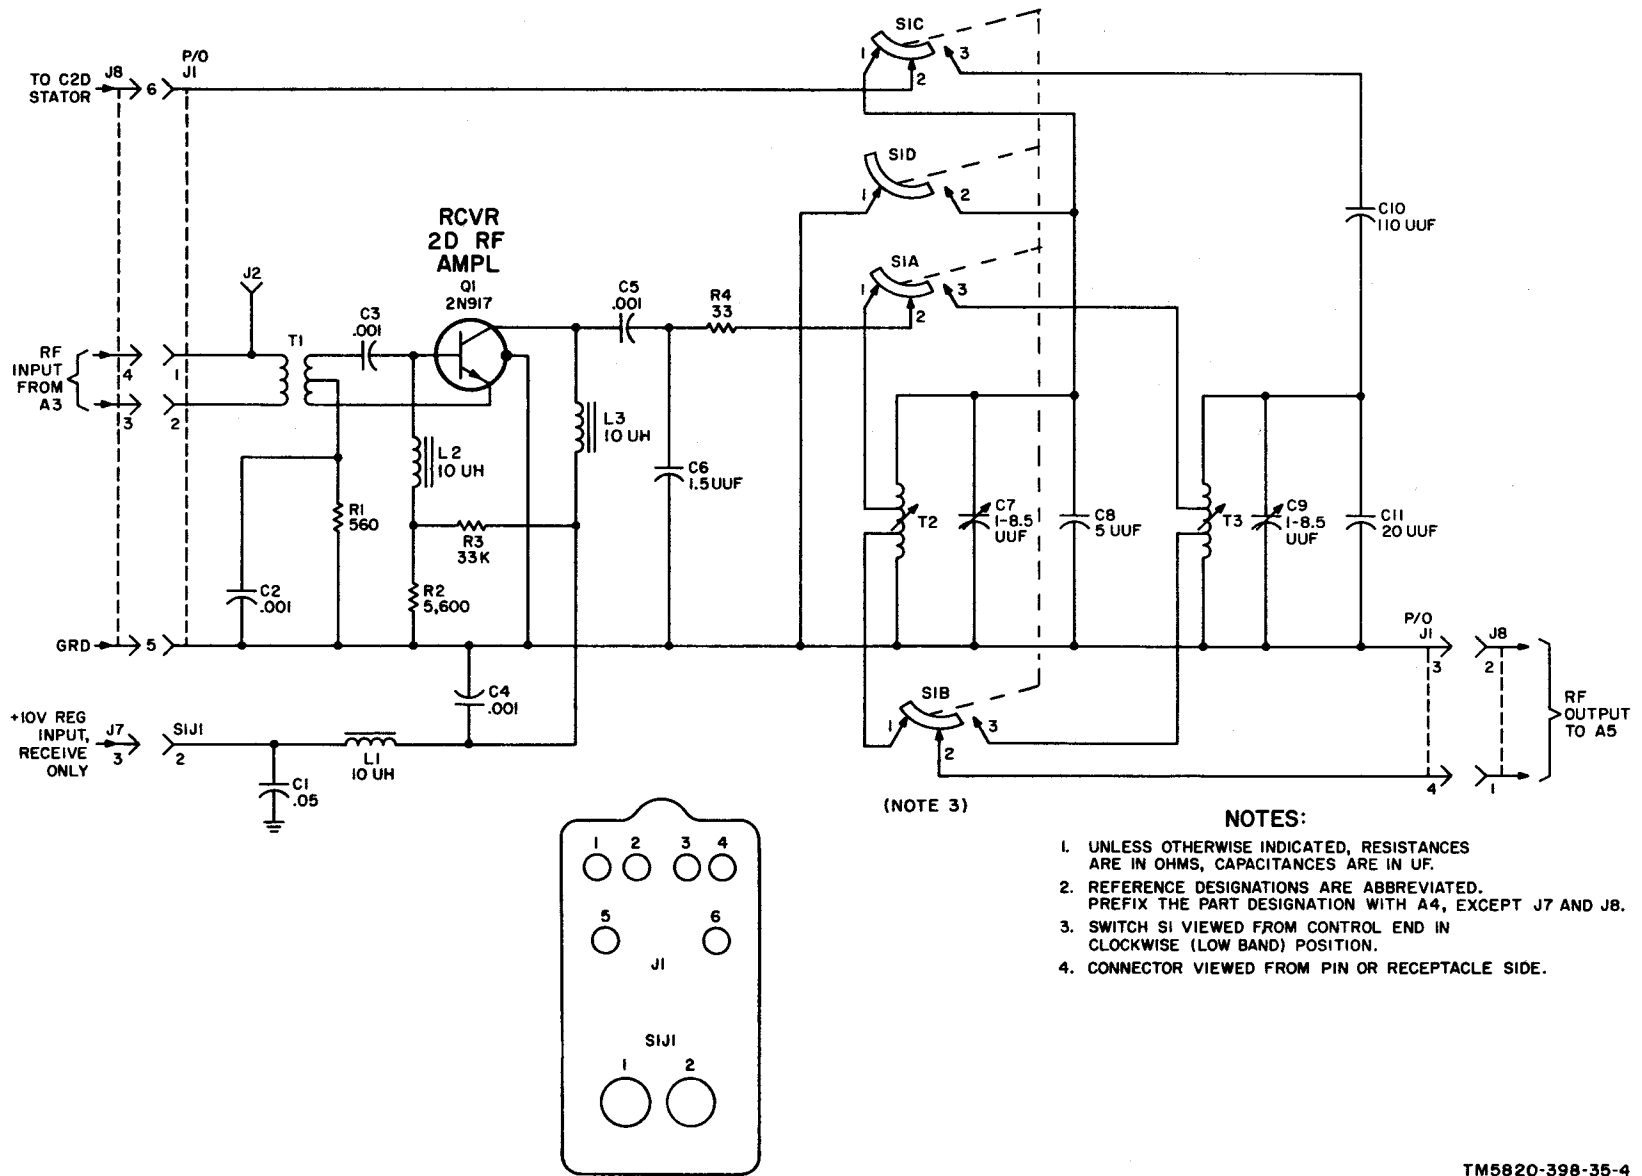 S1C
1
2
3
P/O
J8
J1
TO C2D
STATOR
6
S1D
1
2
RCVR
2D RF
AMPL
Q1
2N917
C10
110 UUF
S1A
1
2
3
J2
C5
.001
R4
33
C3
.001
T1
RF
INPUT
FROM
A3
4
1
3
2
L3
10 UH
L2
10 UH
C6
1.5 UUF
R1
560
R3
33K
T2
C7
1-8.5
UUF
C8
5 UUF
T3
C9
1-8.5
UUF
C11
20 UUF
C2
.001
R2
5,600
GRD
5
P/O
J1
J8
3
2
C4
.001
S1B
1
2
3
RF
OUTPUT
TO A5
+10V REG
INPUT,
RECEIVE
ONLY
J7
3
S1J1
2
L1
10 UH
C1
.05
4
1
(NOTE 3)
NOTES:
1. UNLESS OTHERWISE INDICATED, RESISTANCES
ARE IN OHMS, CAPACITANCES ARE IN UF.
2. REFERENCE DESIGNATIONS ARE ABBREVIATED.
PREFIX THE PART DESIGNATION WITH A4, EXCEPT J7 AND J8.
3. SWITCH S1 VIEWED FROM CONTROL END IN
CLOCKWISE (LOW BAND) POSITION.
4. CONNECTOR VIEWED FROM PIN OR RECEPTACLE SIDE.
1 2 3 4
5 6
J1
S1J1
1 2
TM5820-398-35-4